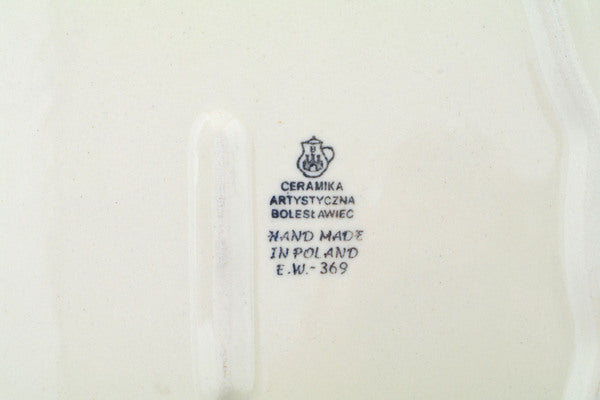 B
CERAMIKA
ARTYSTYCZNA
BOLESŁAWIEC
HAND MADE
IN POLAND
E.W.-369